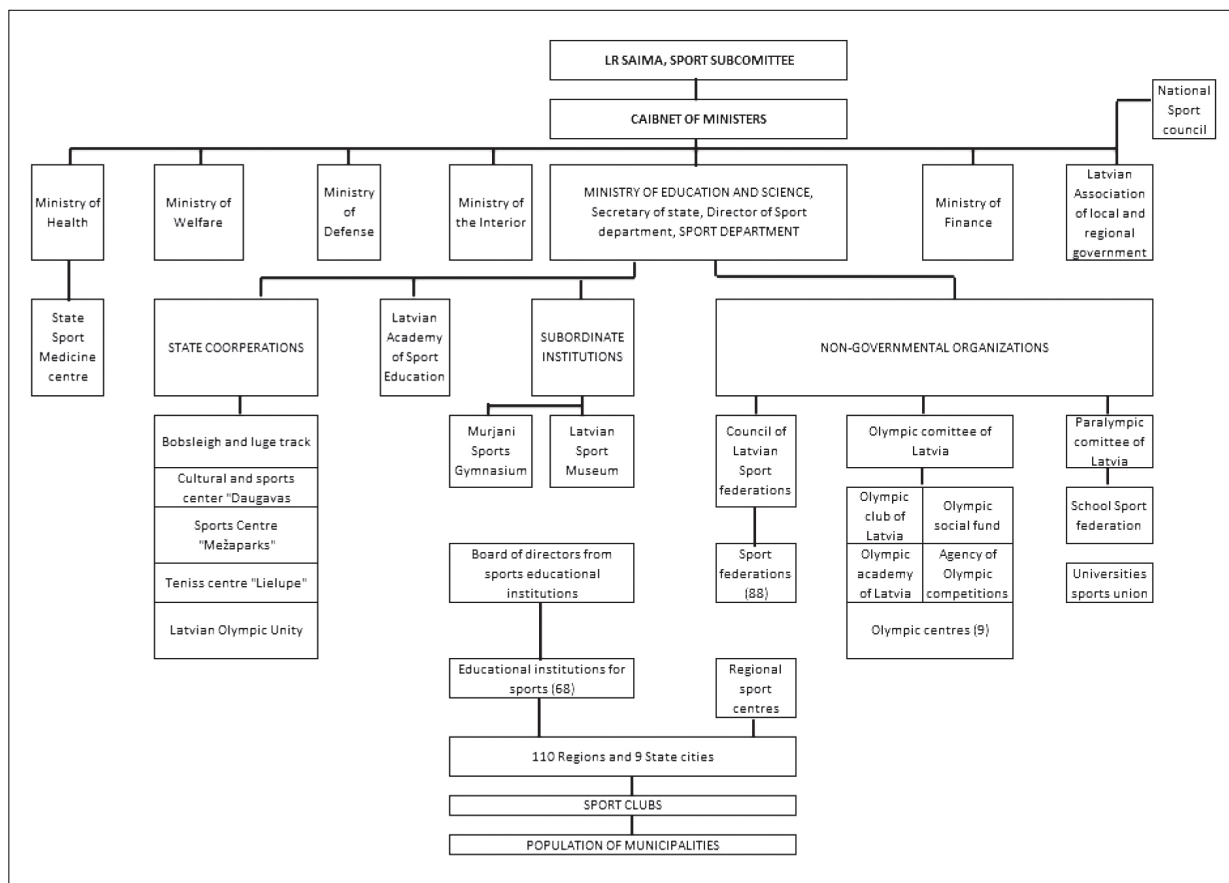 LR SAIMA, SPORT SUBCOMITTEE
National
Sport
council
CAIBNET OF MINISTERS
Ministry of
Health
Ministry of
Welfare
Ministry
of
Defense
Ministry of
the Interior
MINISTRY OF EDUCATION AND SCIENCE,
Secretary of state, Director of Sport
department, SPORT DEPARTMENT
Ministry of
Finance
Latvian
Association
of local and
regional
government
State
Sport
Medicine
centre
STATE COORPERATIONS
Latvian
Academy
of Sport
Education
SUBORDINATE
INSTITUTIONS
NON-GOVERNMENTAL ORGANIZATIONS
Bobsleigh and luge track
Cultural and sports
center "Daugavas
Sports Centre
"Mežaparks"
Teniss centre "Lielupe"
Latvian Olympic Unity
Murjani
Sports
Gymnasium
Latvian
Sport
Museum
Council of
Latvian
Sport
federations
Olympic comittee of
Latvia
Paralympic
comittee of
Latvia
Olympic
club of
Latvia
Olympic
social fund
School Sport
federation
Board of directors from
sports educational
institutions
Sport
federations
(88)
Olympic
academy
of Latvia
Agency of
Olympic
competitions
Universities
sports union
Olympic centres (9)
Educational institutions for
sports (68)
Regional
sport
centres
110 Regions and 9 State cities
SPORT CLUBS
POPULATION OF MUNICIPALITIES